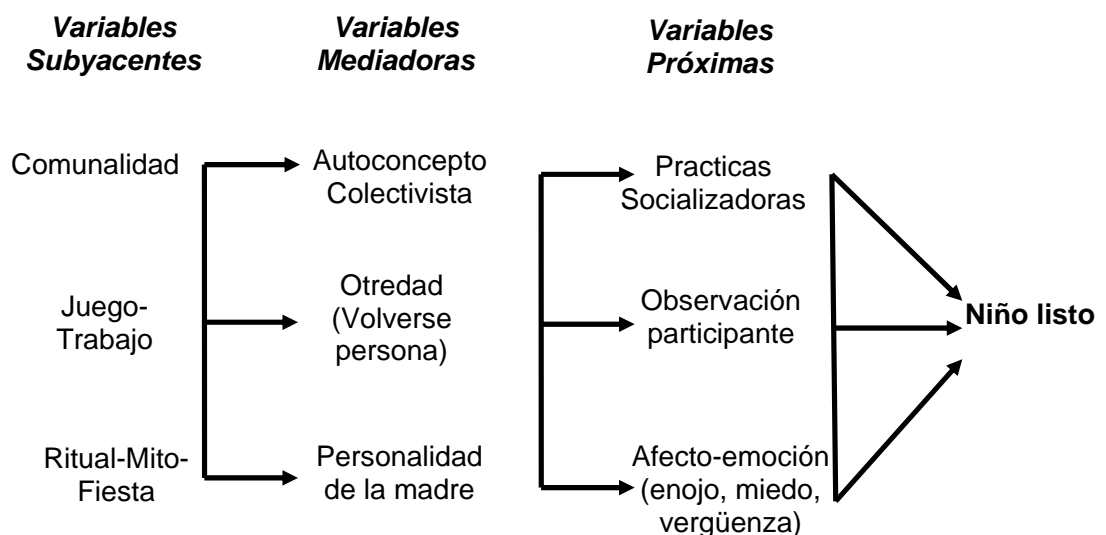 Variables
Subyacentes
Variables
Mediadoras
Variables
Próximas
Comunalidad
Autoconcepto
Colectivista
Practicas
Socializadoras
Juego-
Trabajo
Otredad
(Volverse
persona)
Observación
participante
Niño listo
Ritual-Mito-
Fiesta
Personalidad
de la madre
Afecto-emoción
(enojo, miedo,
vergüenza)